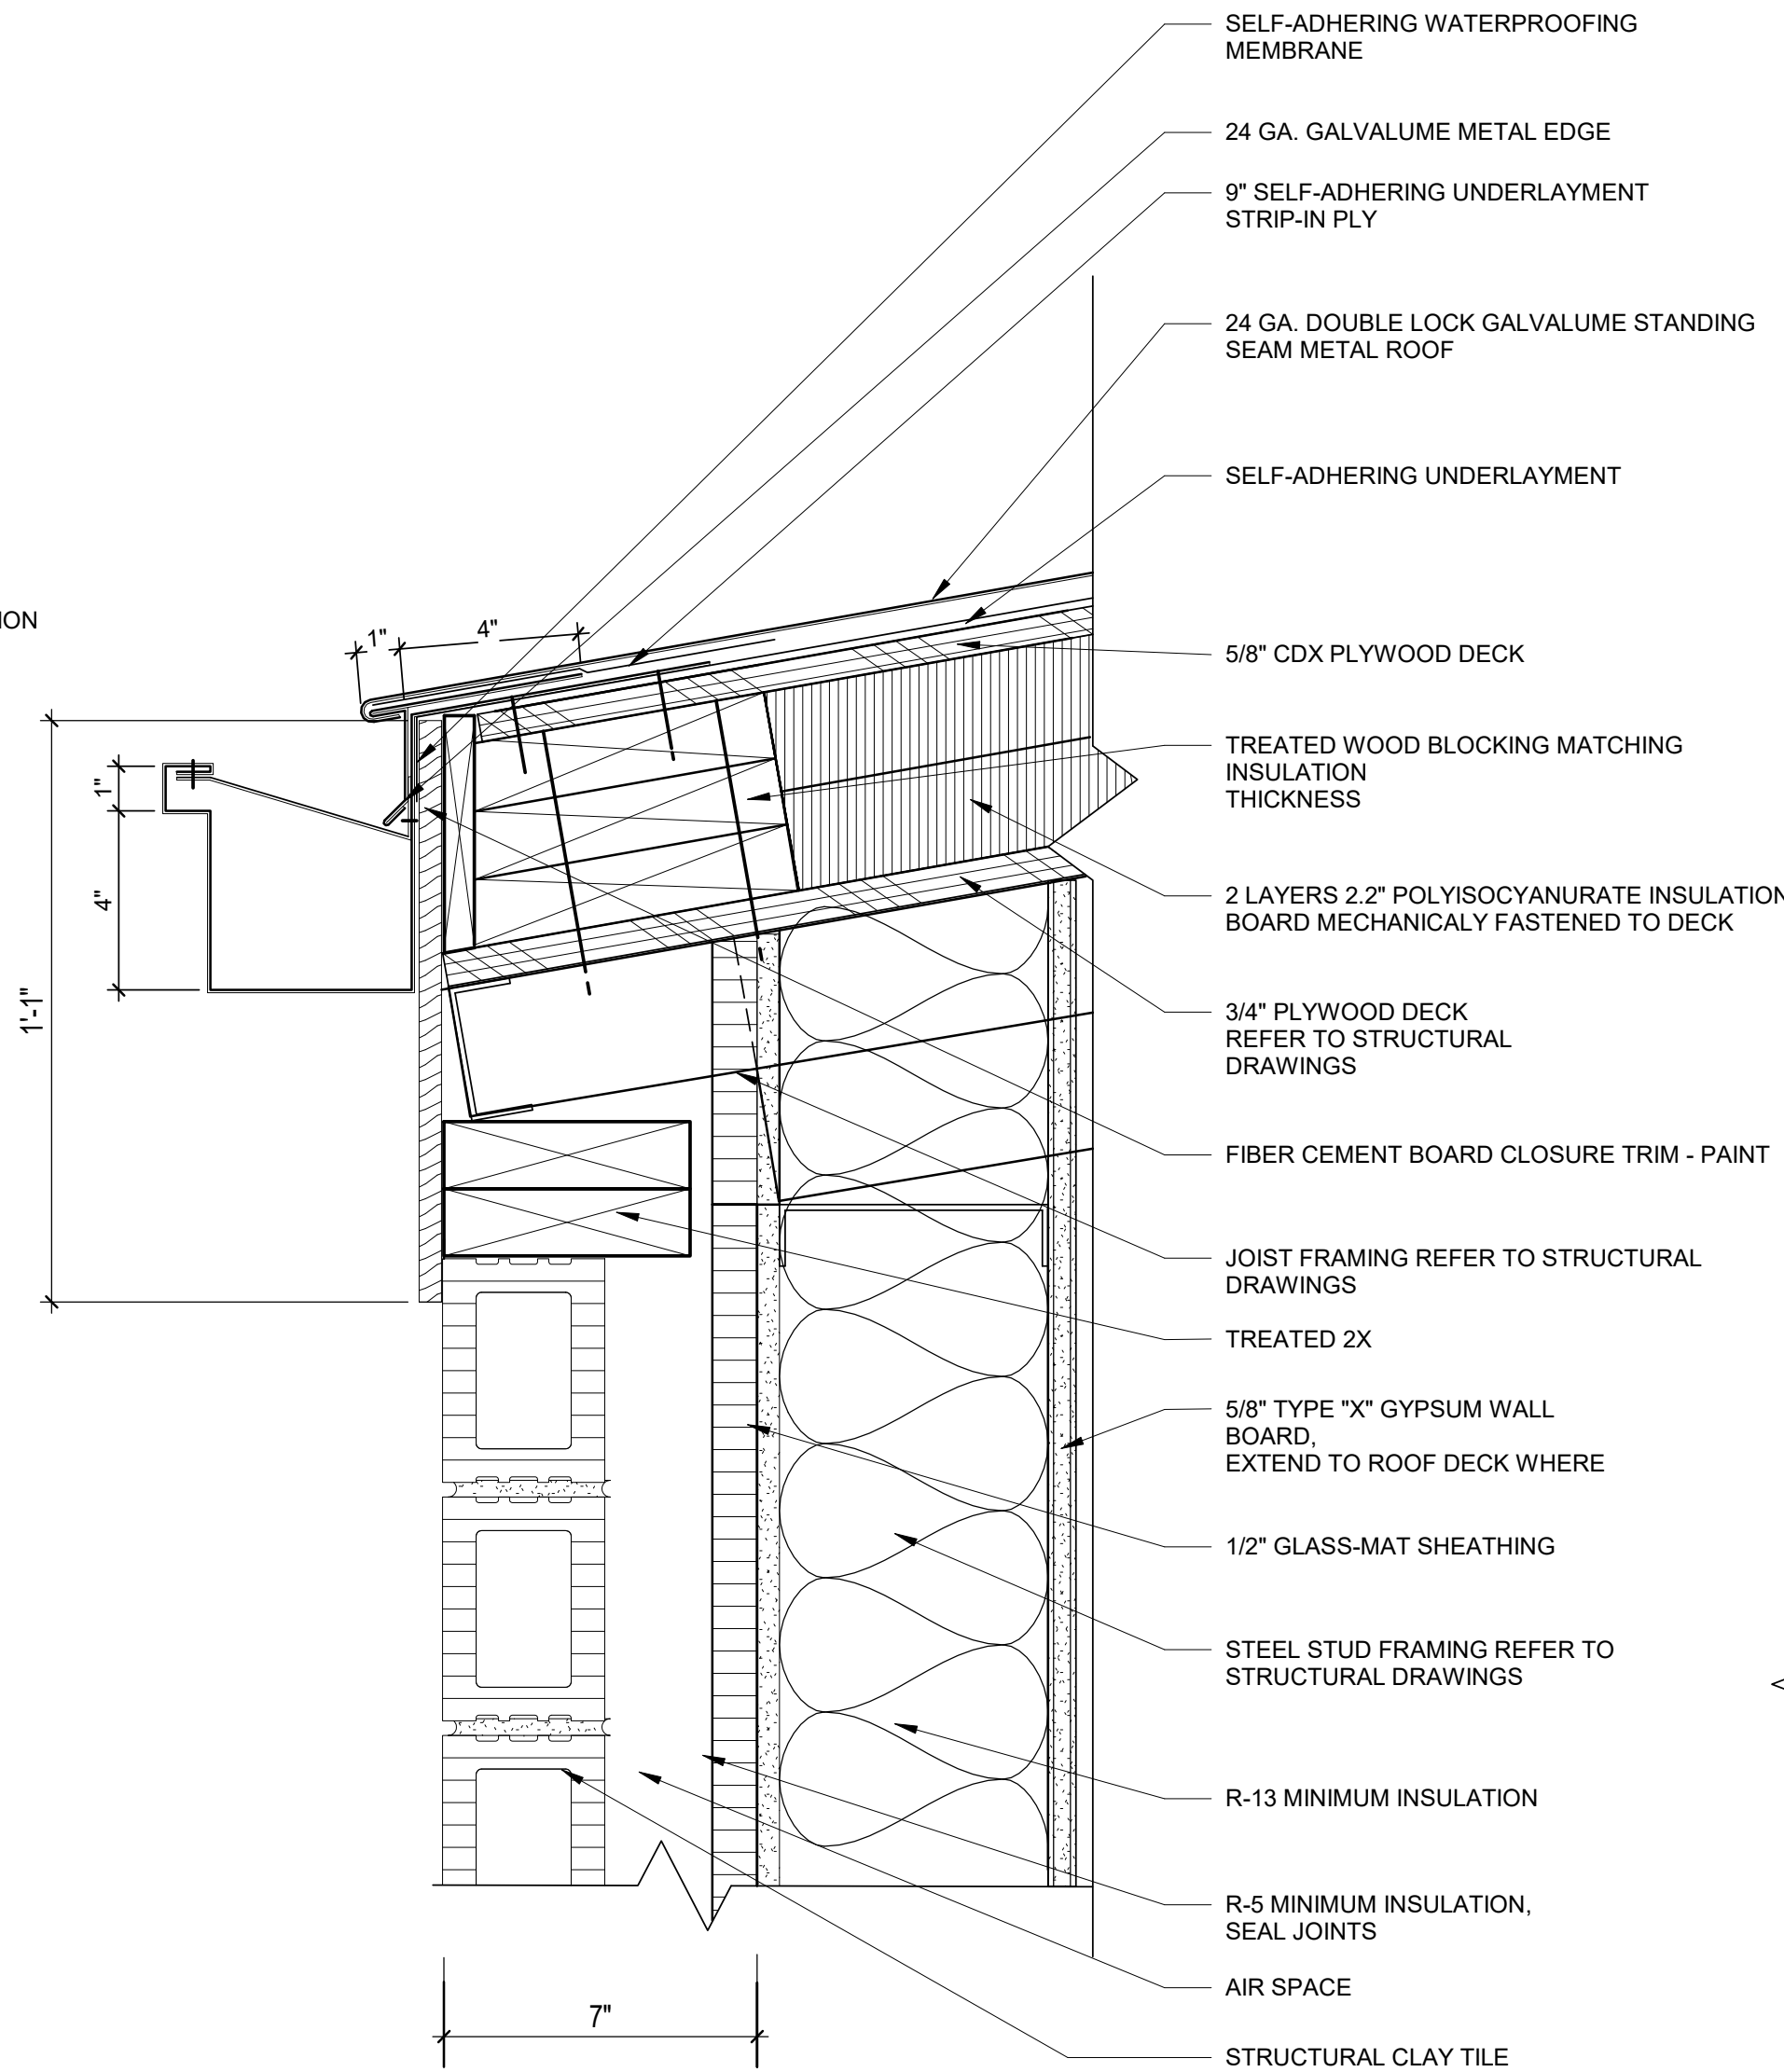 SELF-ADHERING WATERPROOFING
MEMBRANE
24 GA. GALVALUME METAL EDGE
9" SELF-ADHERING UNDERLAYMENT
STRIP-IN PLY
24 GA. DOUBLE LOCK GALVALUME STANDING
SEAM METAL ROOF
SELF-ADHERING UNDERLAYMENT
ION
1"
4"
5/8" CDX PLYWOOD DECK
TREATED WOOD BLOCKING MATCHING
INSULATION
THICKNESS
1"
4"
1'-1"
2 LAYERS 2.2" POLYISOCYANURATE INSULATION
BOARD MECHANICALY FASTENED TO DECK
3/4" PLYWOOD DECK
REFER TO STRUCTURAL
DRAWINGS
FIBER CEMENT BOARD CLOSURE TRIM - PAINT
JOIST FRAMING REFER TO STRUCTURAL
DRAWINGS
TREATED 2X
5/8" TYPE "X" GYPSUM WALL
BOARD,
EXTEND TO ROOF DECK WHERE
1/2" GLASS-MAT SHEATHING
STEEL STUD FRAMING REFER TO
STRUCTURAL DRAWINGS
R-13 MINIMUM INSULATION
R-5 MINIMUM INSULATION,
SEAL JOINTS
AIR SPACE
7"
STRUCTURAL CLAY TILE